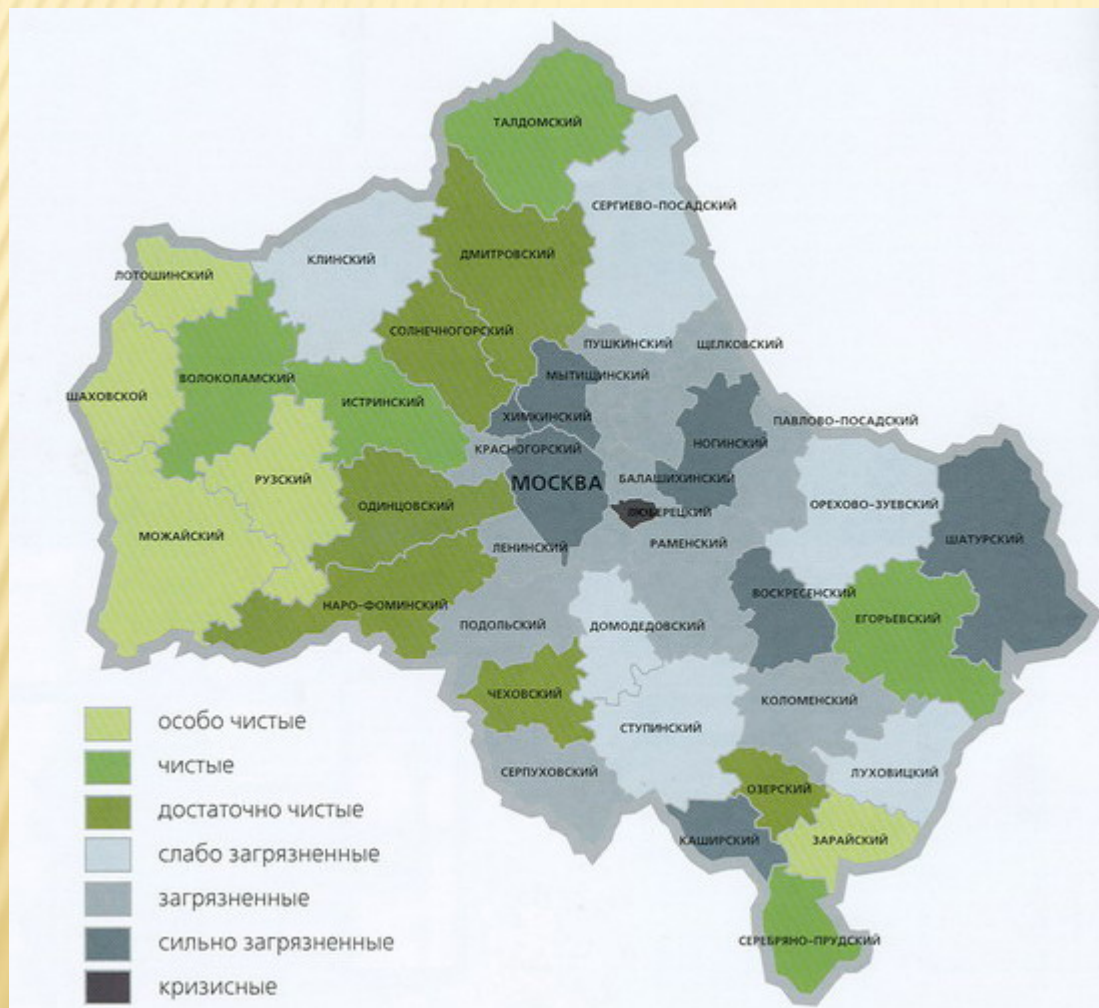 ТАЛДОМСКИЙ
СЕРГИЕВО-ПОСАДСКИЙ
ДМИТРОВСКИЙ
КЛИНСКИЙ
ЛОТОШИНСКИЙ
СОЛНЕЧНОГОРСКИЙ
ПУШКИНСКИЙ
ЩЕЛКОВСКИЙ
МЫТИЩИНСКИЙ
ВОЛОКОЛАМСКИЙ
ШАХОВСКОЙ
ИСТРИНСКИЙ
ХИМКИНСКИЙ
ПАВЛОВО-ПОСАДСКИЙ
НОГИНСКИЙ
КРАСНОГОРСКИЙ
РУЗСКИЙ
БАЛАШИХИНСКИЙ
МОСКВА
ОДИНЦОВСКИЙ
ОРЕХОВО-ЗУЕВСКИЙ
ЛЮБЕРЕЦКИЙ
МОЖАЙСКИЙ
ШАТУРСКИЙ
РАМЕНСКИЙ
ЛЕНИНСКИЙ
ВОСКРЕСЕНСКИЙ
НАРО-ФОМИНСКИЙ
ЕГОРЬЕВСКИЙ
ПОДОЛЬСКИЙ
ДОМОДЕДОВСКИЙ
ЧЕХОВСКИЙ
КОЛОМЕНСКИЙ
СТУПИНСКИЙ
СЕРПУХОВСКИЙ
ЛУХОВИЦКИЙ
ОЗЕРСКИЙ
КАШИРСКИЙ
ЗАРАЙСКИЙ
СЕРЕБРЯНО-ПРУДСКИЙ
особо чистые
чистые
достаточно чистые
слабо загрязненные
загрязненные
сильно загрязненные
кризисные